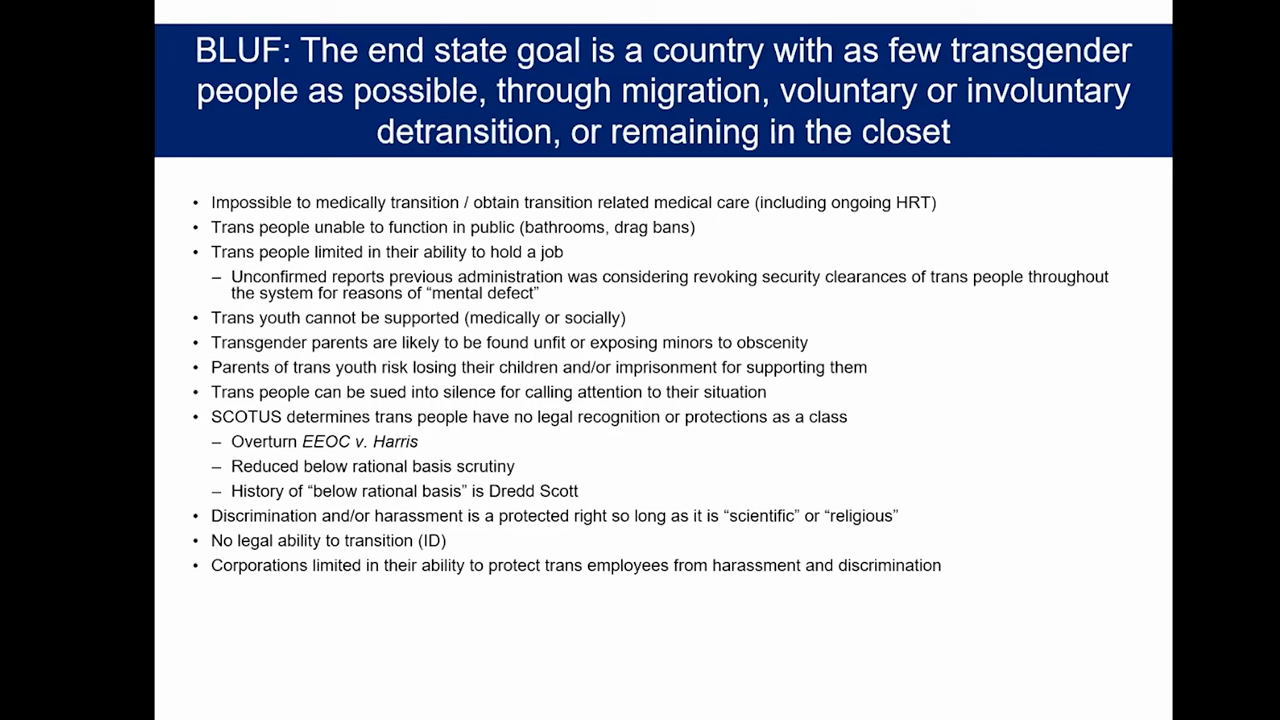 BLUF: The end state goal is a country with as few transgender
people as possible, through migration, voluntary or involuntary
detransition, or remaining in the closet
• Impossible to medically transition / obtain transition related medical care (including ongoing HRT)
• Trans people unable to function in public (bathrooms, drag bans)
• Trans people limited in their ability to hold a job
– Unconfirmed reports previous administration was considering revoking security clearances of trans people throughout
the system for reasons of “mental defect”
• Trans youth cannot be supported (medically or socially)
• Transgender parents are likely to be found unfit or exposing minors to obscenity
• Parents of trans youth risk losing their children and/or imprisonment for supporting them
• Trans people can be sued into silence for calling attention to their situation
• SCOTUS determines trans people have no legal recognition or protections as a class
– Overturn EEOC v. Harris
– Reduced below rational basis scrutiny
– History of “below rational basis” is Dredd Scott
• Discrimination and/or harassment is a protected right so long as it is “scientific” or “religious”
• No legal ability to transition (ID)
• Corporations limited in their ability to protect trans employees from harassment and discrimination